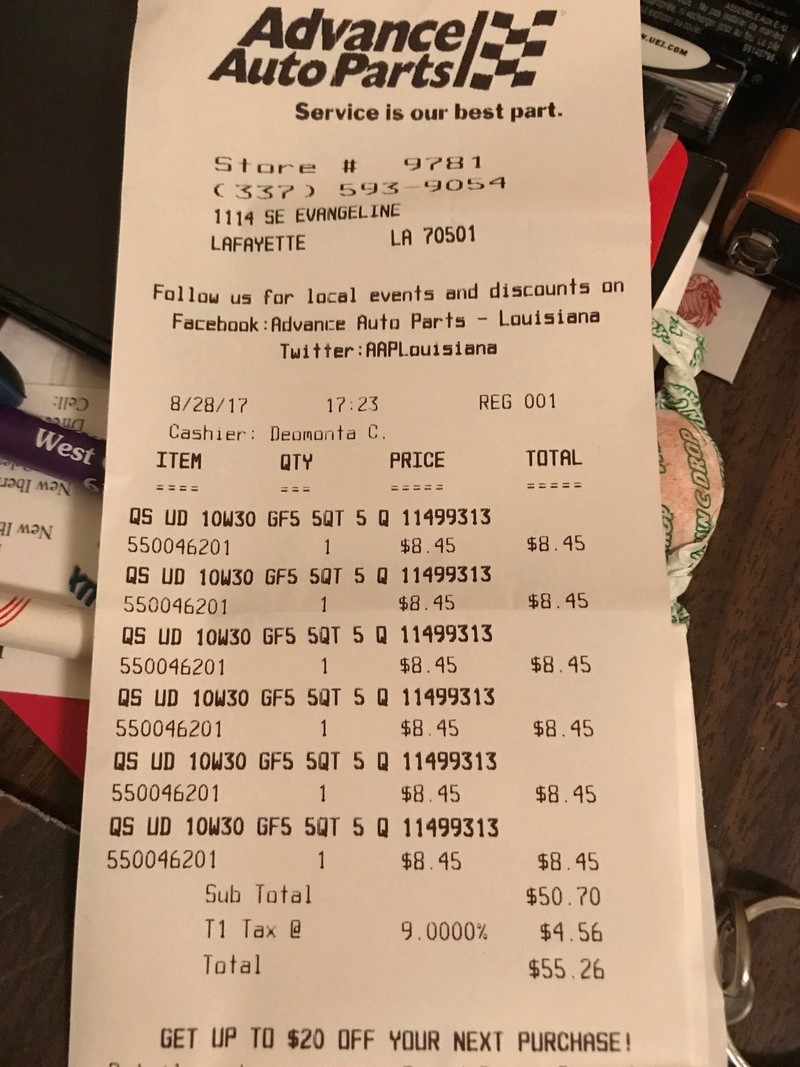 Advance
Auto Parts
Service is our best part.
Store # 9781
(337) 593-9054
1114 SE EVANGELINE
LAFAYETTE LA 70501
Follow us for local events and discounts on
Facebook:Advance Auto Parts - Louisiana
Twitter:AAPLouisiana
8/28/17 17:23 REG 001
Cashier: Deomonta C.
ITEM QTY PRICE TOTAL
==== === ===== =====
QS UD 10W30 GF5 5QT 5 Q 11499313
550046201 1 $8.45 $8.45
QS UD 10W30 GF5 5QT 5 Q 11499313
550046201 1 $8.45 $8.45
QS UD 10W30 GF5 5QT 5 Q 11499313
550046201 1 $8.45 $8.45
QS UD 10W30 GF5 5QT 5 Q 11499313
550046201 1 $8.45 $8.45
QS UD 10W30 GF5 5QT 5 Q 11499313
550046201 1 $8.45 $8.45
QS UD 10W30 GF5 5QT 5 Q 11499313
550046201 1 $8.45 $8.45
Sub Total $50.70
T1 Tax @ 9.0000% $4.56
Total $55.26
GET UP TO $20 OFF YOUR NEXT PURCHASE!
West
Cell:
New Iber
New Ib
.UEI.COM